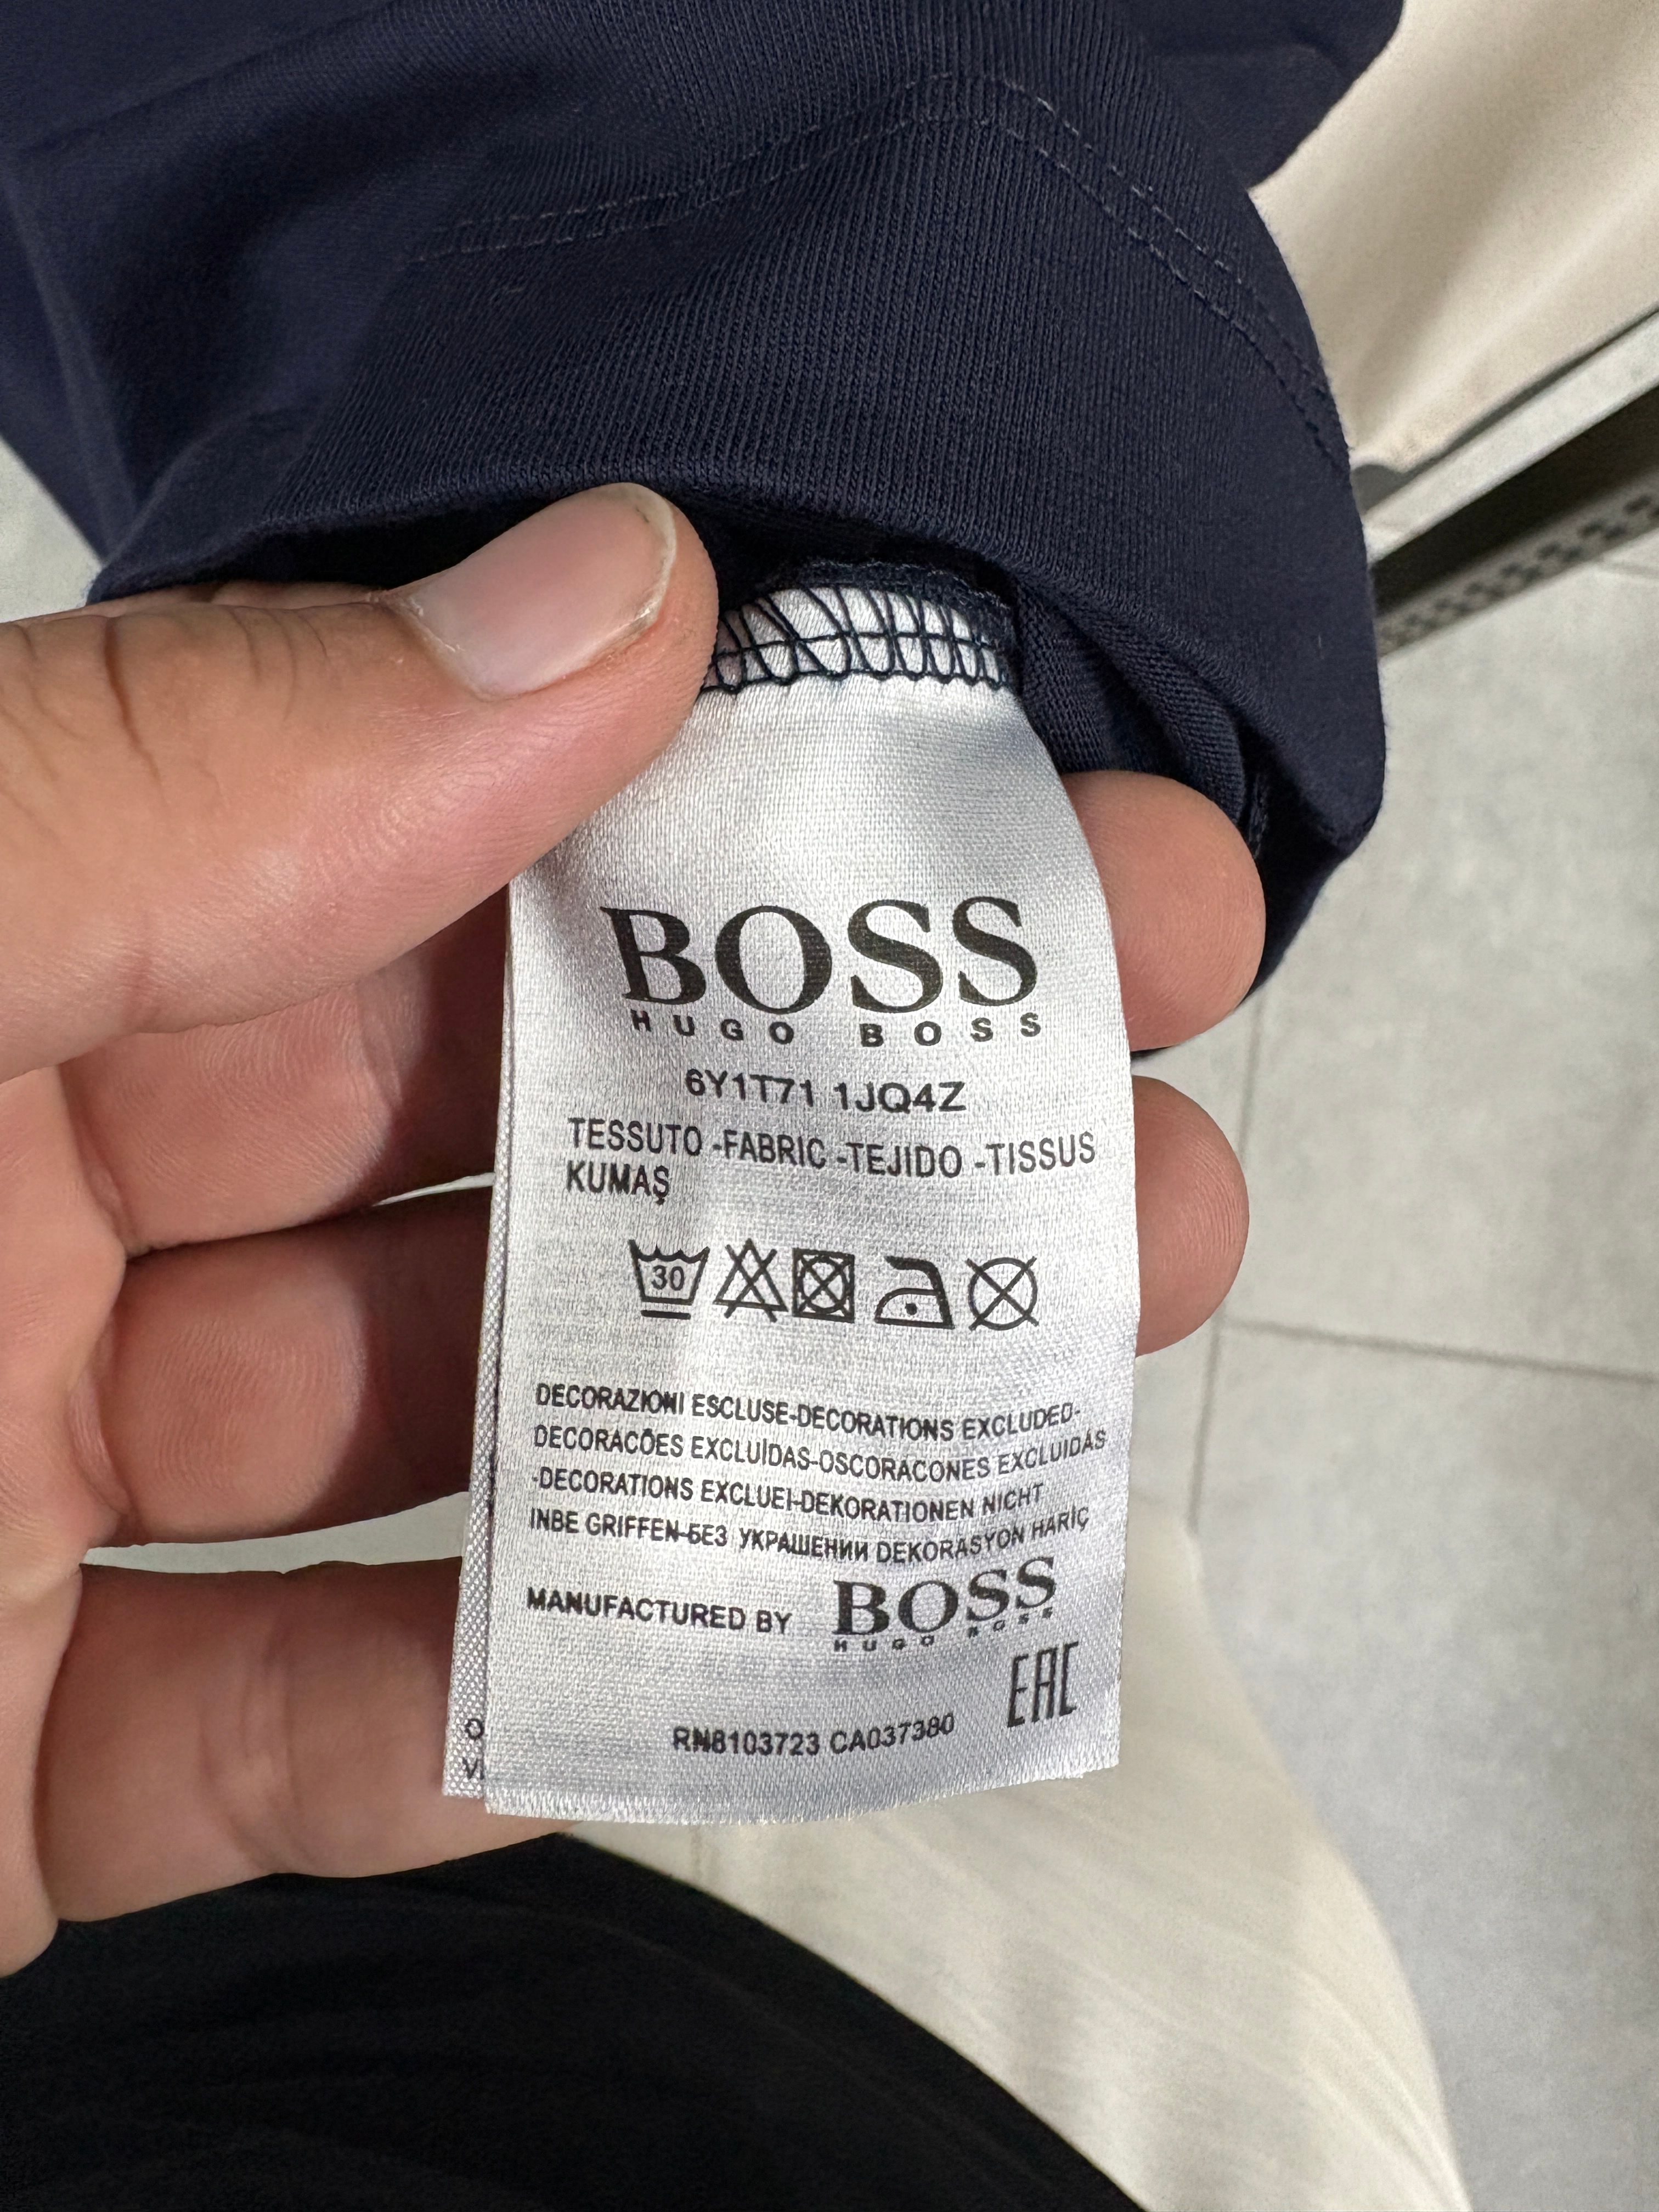 BOSS
HUGO BOSS
6Y1T71 1JQ4Z
TESSUTO -FABRIC -TEJIDO -TISSUS
KUMAŞ
30
DECORAZIONI ESCLUSE-DECORATIONS EXCLUDED-
DECORACÕES EXCLUÍDAS-OSCORACONES EXCLUIDAS
-DECORATIONS EXCLUEI-DEKORATIONEN NICHT
INBE GRIFFEN-БЕЗ УКРАШЕНИИ DEKORASYON HARİÇ
MANUFACTURED BY BOSS
HUGO BOSS
EAC
RN8103723 CA037380